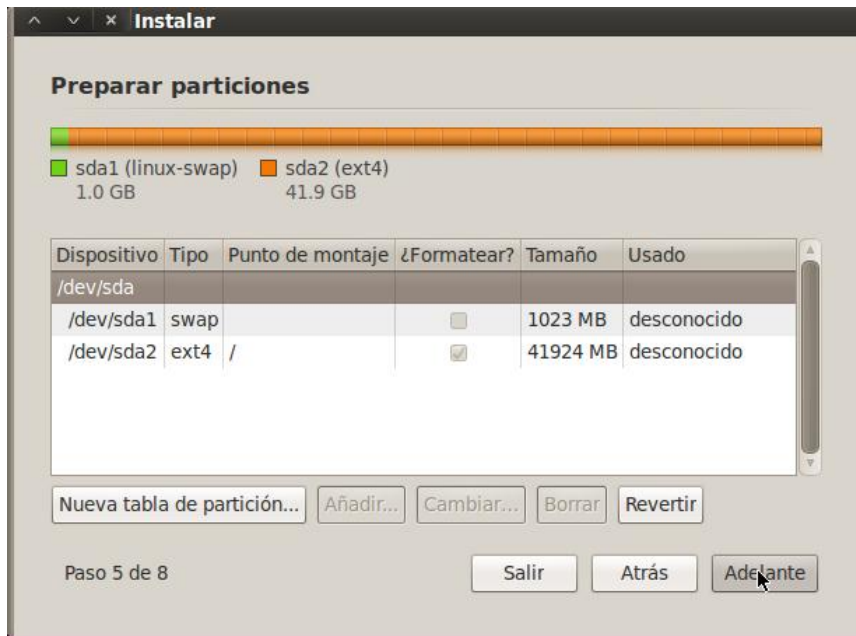 Instalar
Preparar particiones
sda1 (linux-swap) sda2 (ext4)
1.0 GB 41.9 GB
Dispositivo Tipo Punto de montaje ¿Formatear? Tamaño Usado
/dev/sda
/dev/sda1 swap 1023 MB desconocido
/dev/sda2 ext4 / 41924 MB desconocido
Nueva tabla de partición... Añadir... Cambiar... Borrar Revertir
Paso 5 de 8 Salir Atrás Adelante